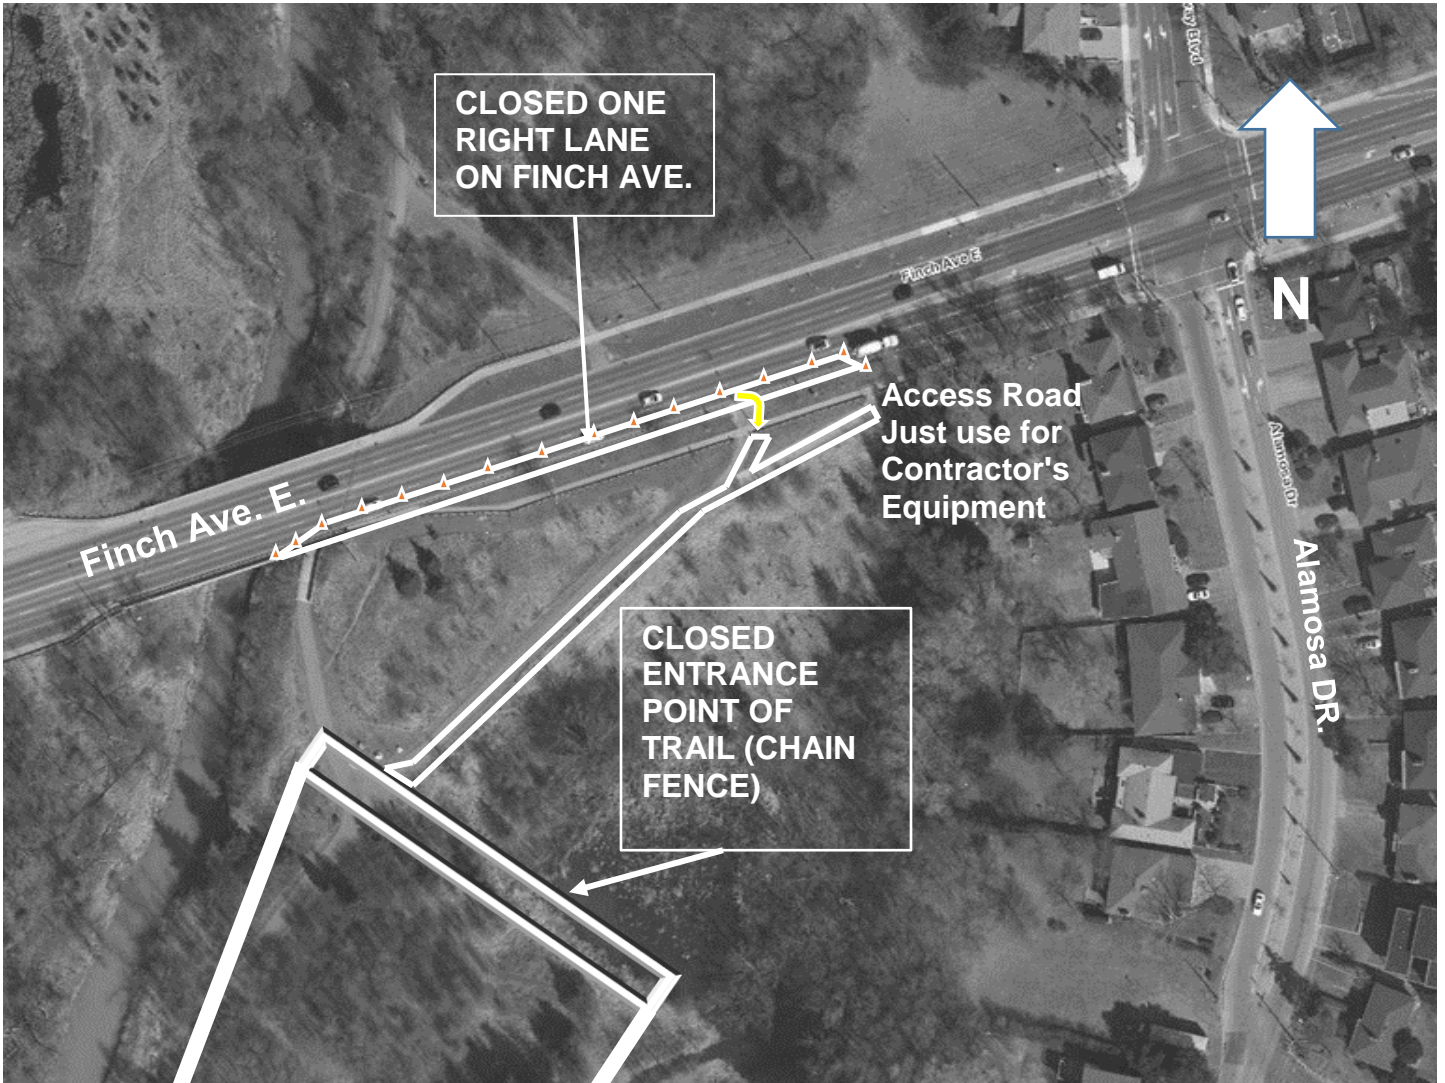 CLOSED ONE
RIGHT LANE
ON FINCH AVE.
Finch Ave E
N
Access Road
Just use for
Contractor's
Equipment
Finch Ave. E.
Alamosa Dr
Alamosa DR.
CLOSED
ENTRANCE
POINT OF
TRAIL (CHAIN
FENCE)
Blvd